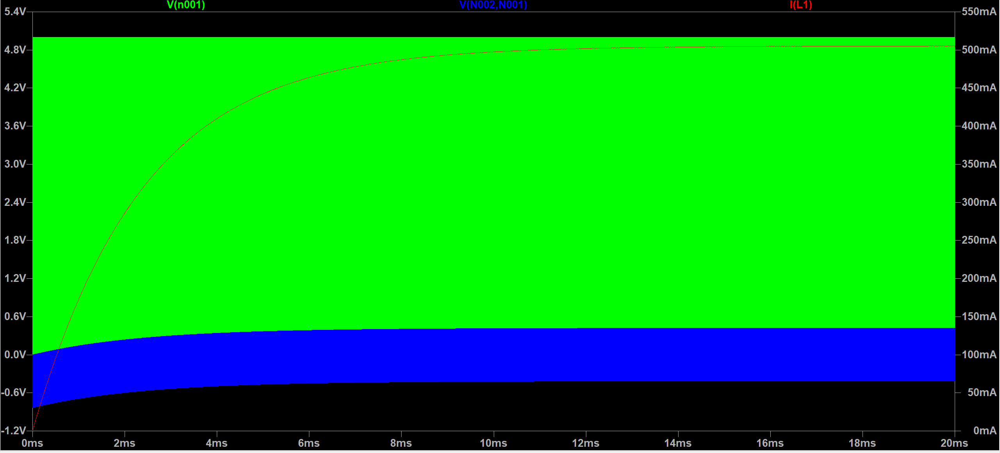 V(n001) V(N002,N001) I(L1)
5.4V 550mA
4.8V 500mA
4.2V 450mA
3.6V 400mA
3.0V 350mA
2.4V 300mA
1.8V 250mA
1.2V 200mA
0.6V 150mA
0.0V 100mA
-0.6V 50mA
-1.2V 0mA
0ms 2ms 4ms 6ms 8ms 10ms 12ms 14ms 16ms 18ms 20ms